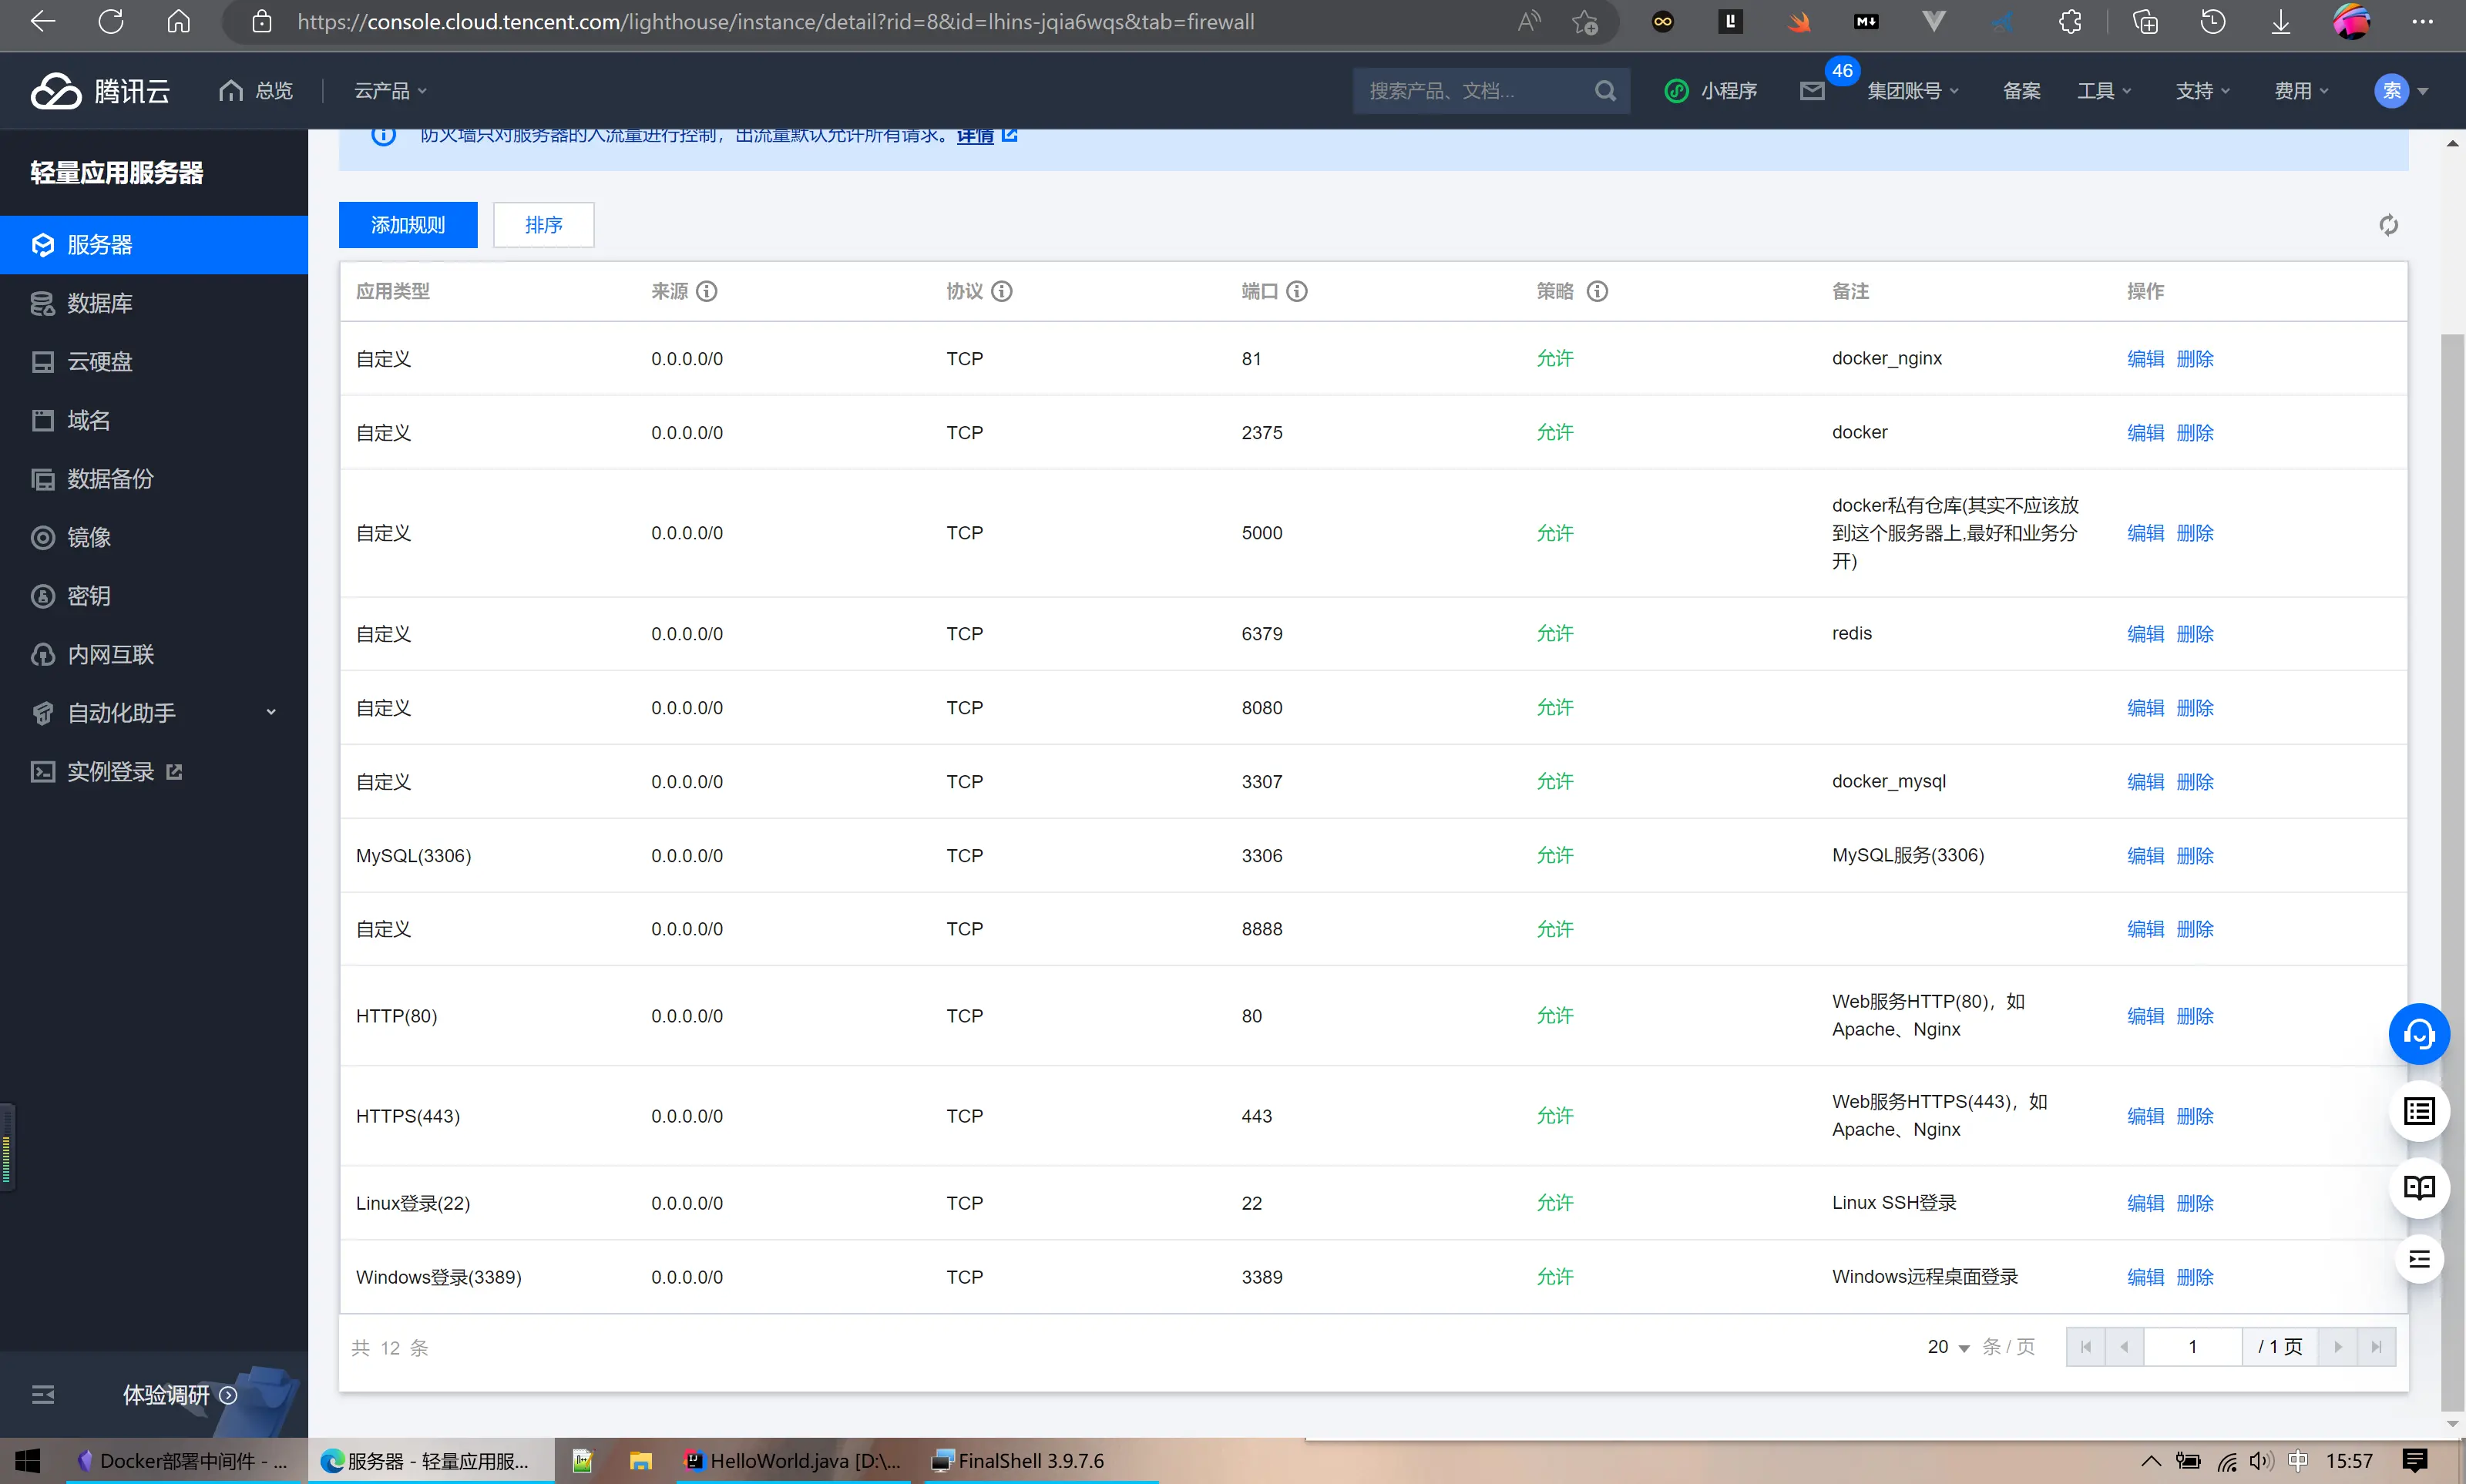 https://console.cloud.tencent.com/lighthouse/instance/detail?rid=8&id=lhins-jqia6wqs&tab=firewall
腾讯云 总览 云产品 搜索产品、文档... 小程序 46 集团账号 备案 工具 支持 费用 索
防火墙只对服务器的入流量进行控制，出流量默认允许所有请求。详情
轻量应用服务器
服务器
数据库
云硬盘
域名
数据备份
镜像
密钥
内网互联
自动化助手
实例登录
体验调研
添加规则 排序
应用类型 来源 协议 端口 策略 备注 操作
自定义 0.0.0.0/0 TCP 81 允许 docker_nginx 编辑 删除
自定义 0.0.0.0/0 TCP 2375 允许 docker 编辑 删除
自定义 0.0.0.0/0 TCP 5000 允许 docker私有仓库(其实不应该放
到这个服务器上,最好和业务分
开) 编辑 删除
自定义 0.0.0.0/0 TCP 6379 允许 redis 编辑 删除
自定义 0.0.0.0/0 TCP 8080 允许 编辑 删除
自定义 0.0.0.0/0 TCP 3307 允许 docker_mysql 编辑 删除
MySQL(3306) 0.0.0.0/0 TCP 3306 允许 MySQL服务(3306) 编辑 删除
自定义 0.0.0.0/0 TCP 8888 允许 编辑 删除
HTTP(80) 0.0.0.0/0 TCP 80 允许 Web服务HTTP(80)，如
Apache、Nginx 编辑 删除
HTTPS(443) 0.0.0.0/0 TCP 443 允许 Web服务HTTPS(443)，如
Apache、Nginx 编辑 删除
Linux登录(22) 0.0.0.0/0 TCP 22 允许 Linux SSH登录 编辑 删除
Windows登录(3389) 0.0.0.0/0 TCP 3389 允许 Windows远程桌面登录 编辑 删除
共 12 条 20 条 / 页 1 / 1 页
Docker部署中间件 - ... 服务器 - 轻量应用服... HelloWorld.java [D:\... FinalShell 3.9.7.6 中 15:57